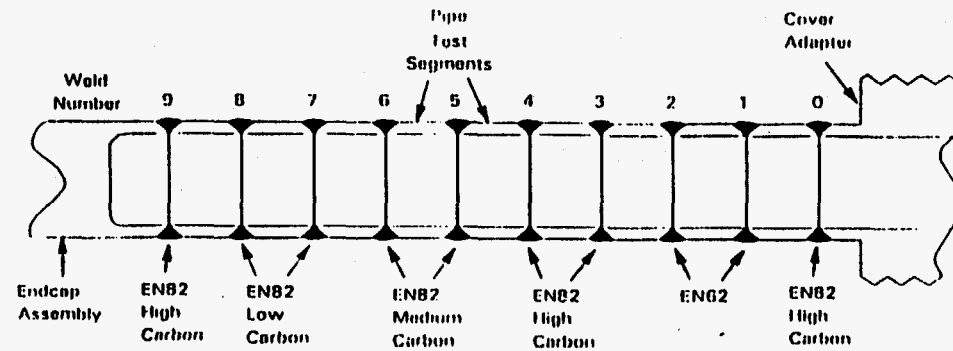 Pipe
Test
Segments
Cover
Adapter
Weld
Number
9 8 7 6 5 4 3 2 1 0
Endcap
Assembly
EN82
High
Carbon
EN82
Low
Carbon
EN82
Medium
Carbon
EN82
High
Carbon
EN62
EN82
High
Carbon